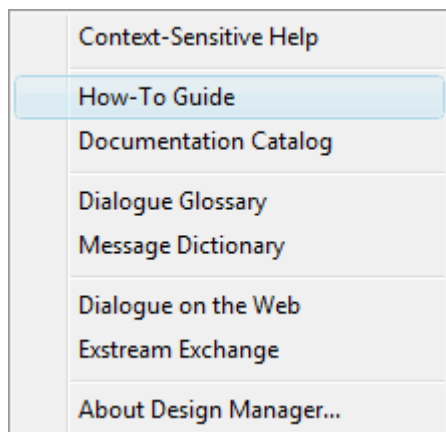 Context-Sensitive Help
How-To Guide
Documentation Catalog
Dialogue Glossary
Message Dictionary
Dialogue on the Web
Exstream Exchange
About Design Manager...